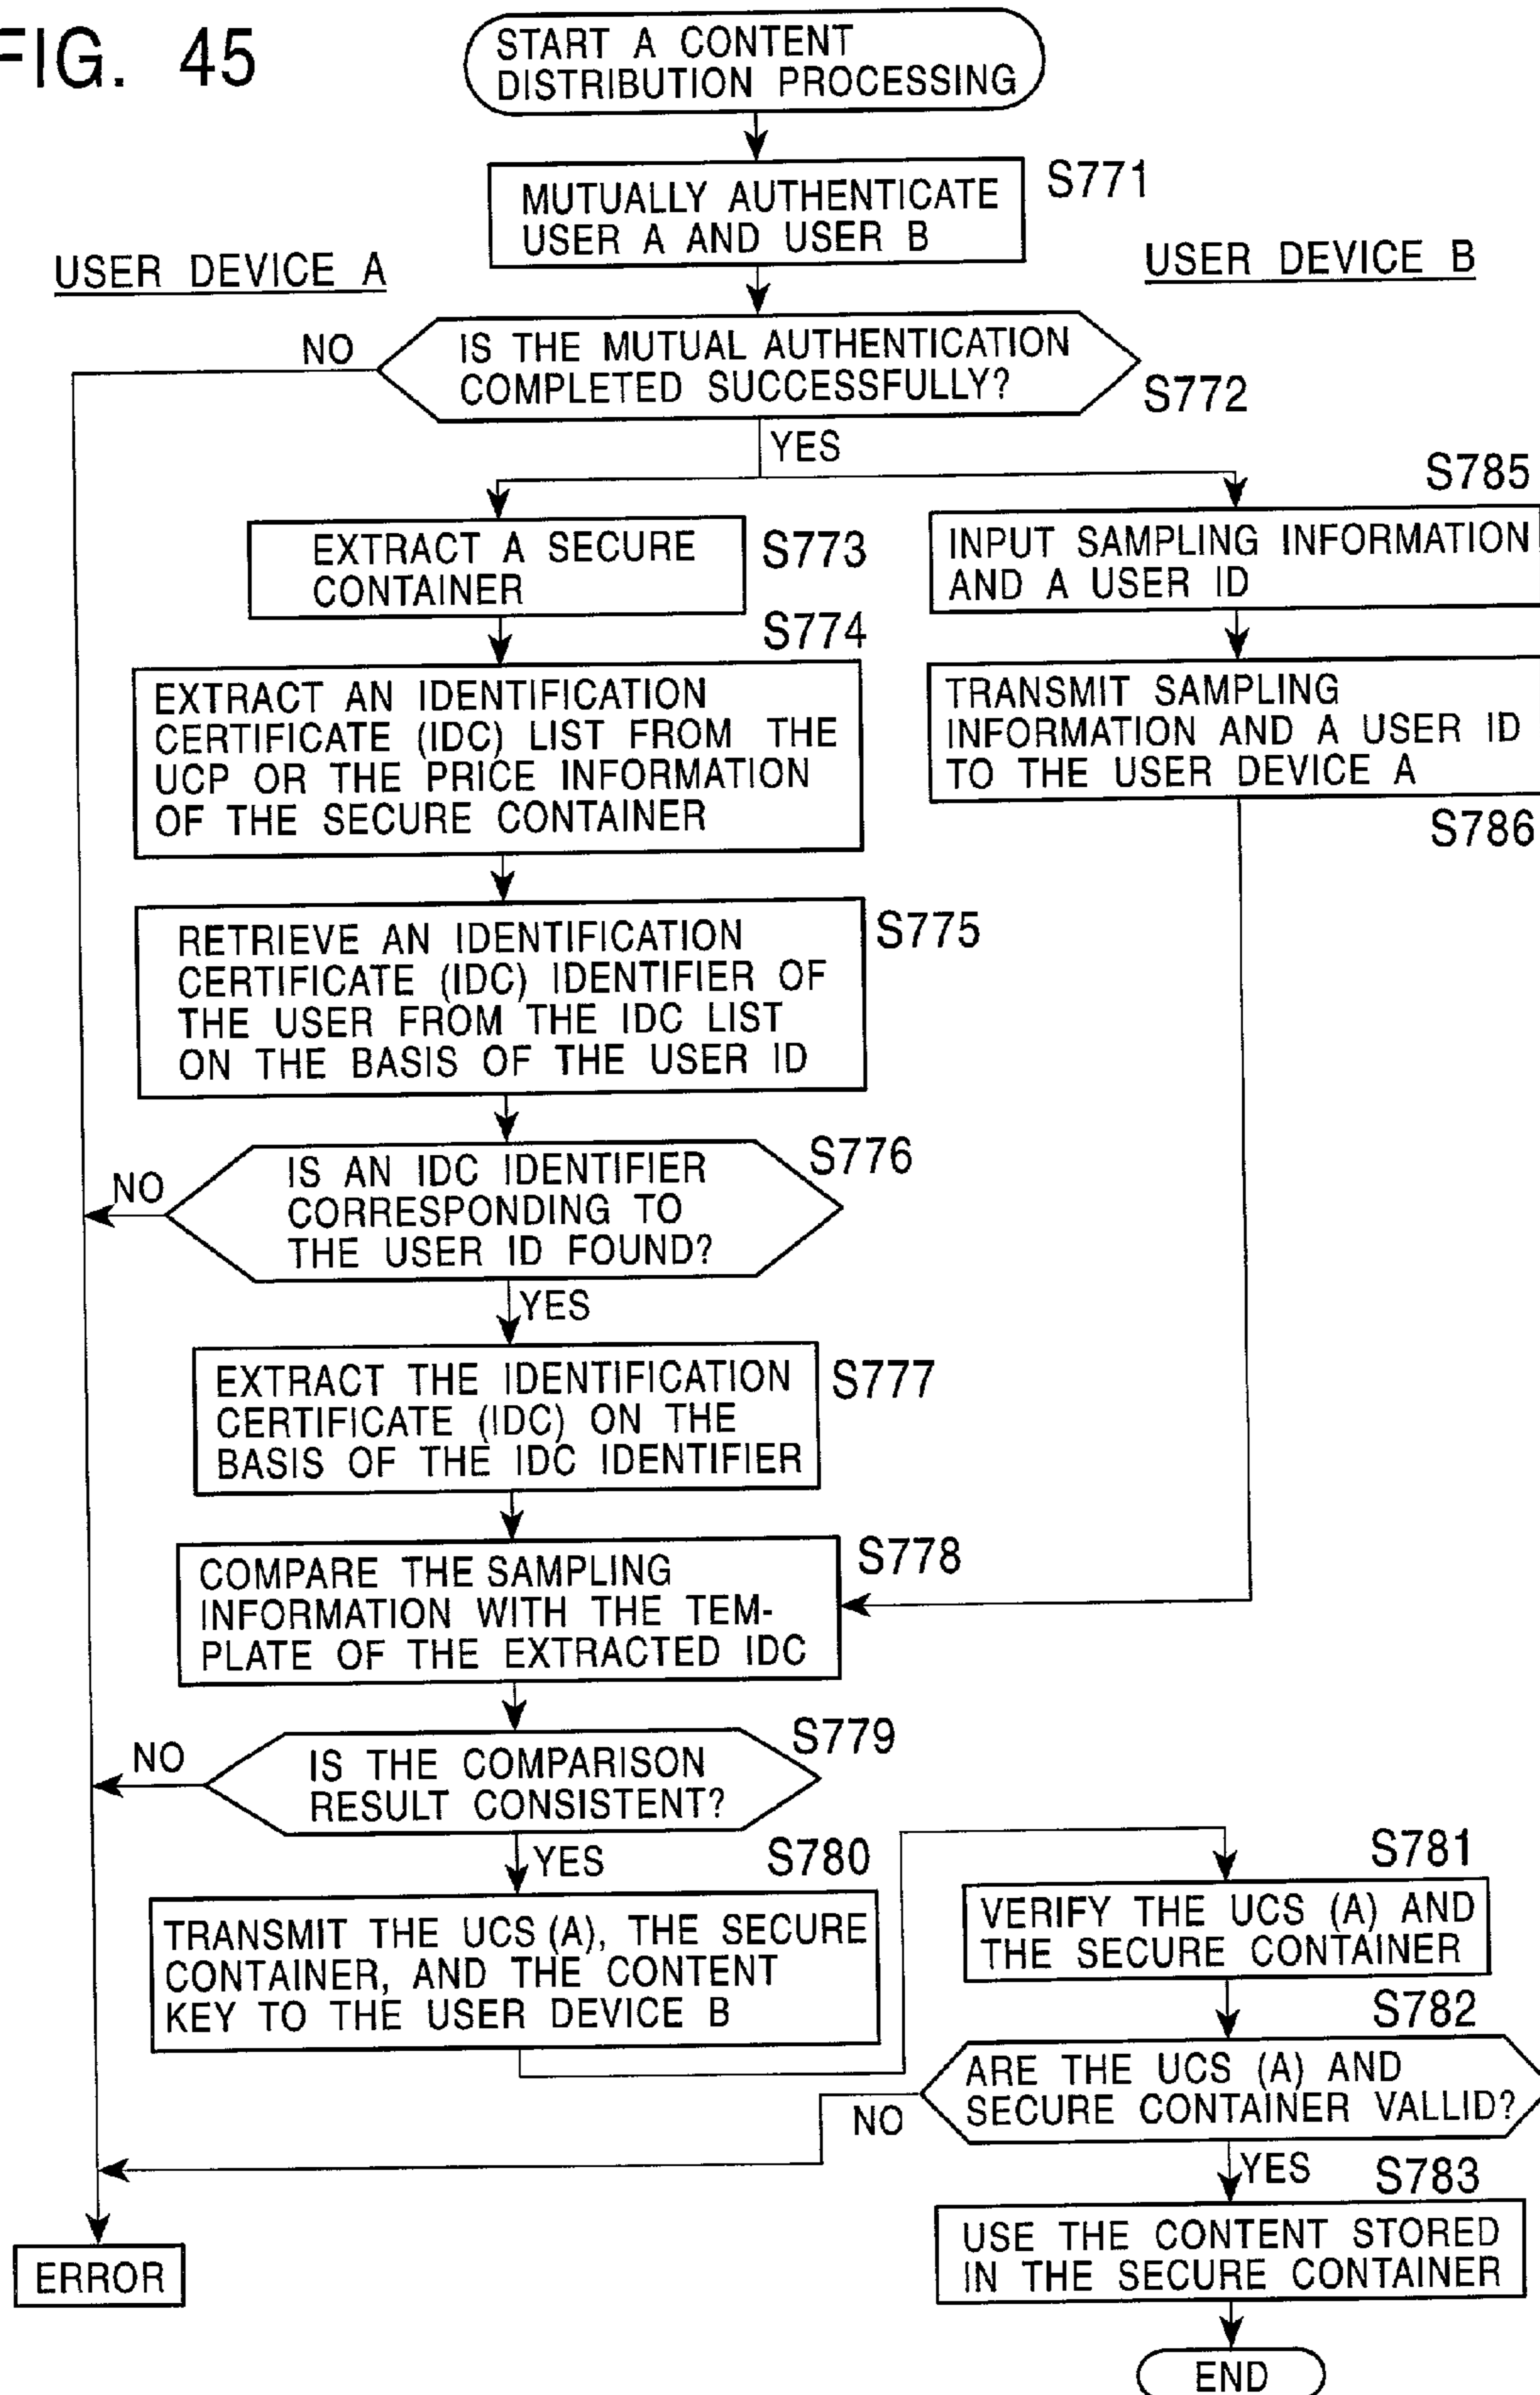 FIG. 45
START A CONTENT
DISTRIBUTION PROCESSING
MUTUALLY AUTHENTICATE
USER A AND USER B
S771
USER DEVICE A
USER DEVICE B
NO
IS THE MUTUAL AUTHENTICATION
COMPLETED SUCCESSFULLY?
S772
YES
EXTRACT A SECURE
CONTAINER
S773
S785
INPUT SAMPLING INFORMATION
AND A USER ID
S774
EXTRACT AN IDENTIFICATION
CERTIFICATE (IDC) LIST FROM THE
UCP OR THE PRICE INFORMATION
OF THE SECURE CONTAINER
TRANSMIT SAMPLING
INFORMATION AND A USER ID
TO THE USER DEVICE A
S786
RETRIEVE AN IDENTIFICATION
CERTIFICATE (IDC) IDENTIFIER OF
THE USER FROM THE IDC LIST
ON THE BASIS OF THE USER ID
S775
NO
IS AN IDC IDENTIFIER
CORRESPONDING TO
THE USER ID FOUND?
S776
YES
EXTRACT THE IDENTIFICATION
CERTIFICATE (IDC) ON THE
BASIS OF THE IDC IDENTIFIER
S777
COMPARE THE SAMPLING
INFORMATION WITH THE TEM-
PLATE OF THE EXTRACTED IDC
S778
NO
IS THE COMPARISON
RESULT CONSISTENT?
S779
YES
S780
TRANSMIT THE UCS (A), THE SECURE
CONTAINER, AND THE CONTENT
KEY TO THE USER DEVICE B
S781
VERIFY THE UCS (A) AND
THE SECURE CONTAINER
S782
ARE THE UCS (A) AND
SECURE CONTAINER VALLID?
NO
YES
S783
USE THE CONTENT STORED
IN THE SECURE CONTAINER
ERROR
END